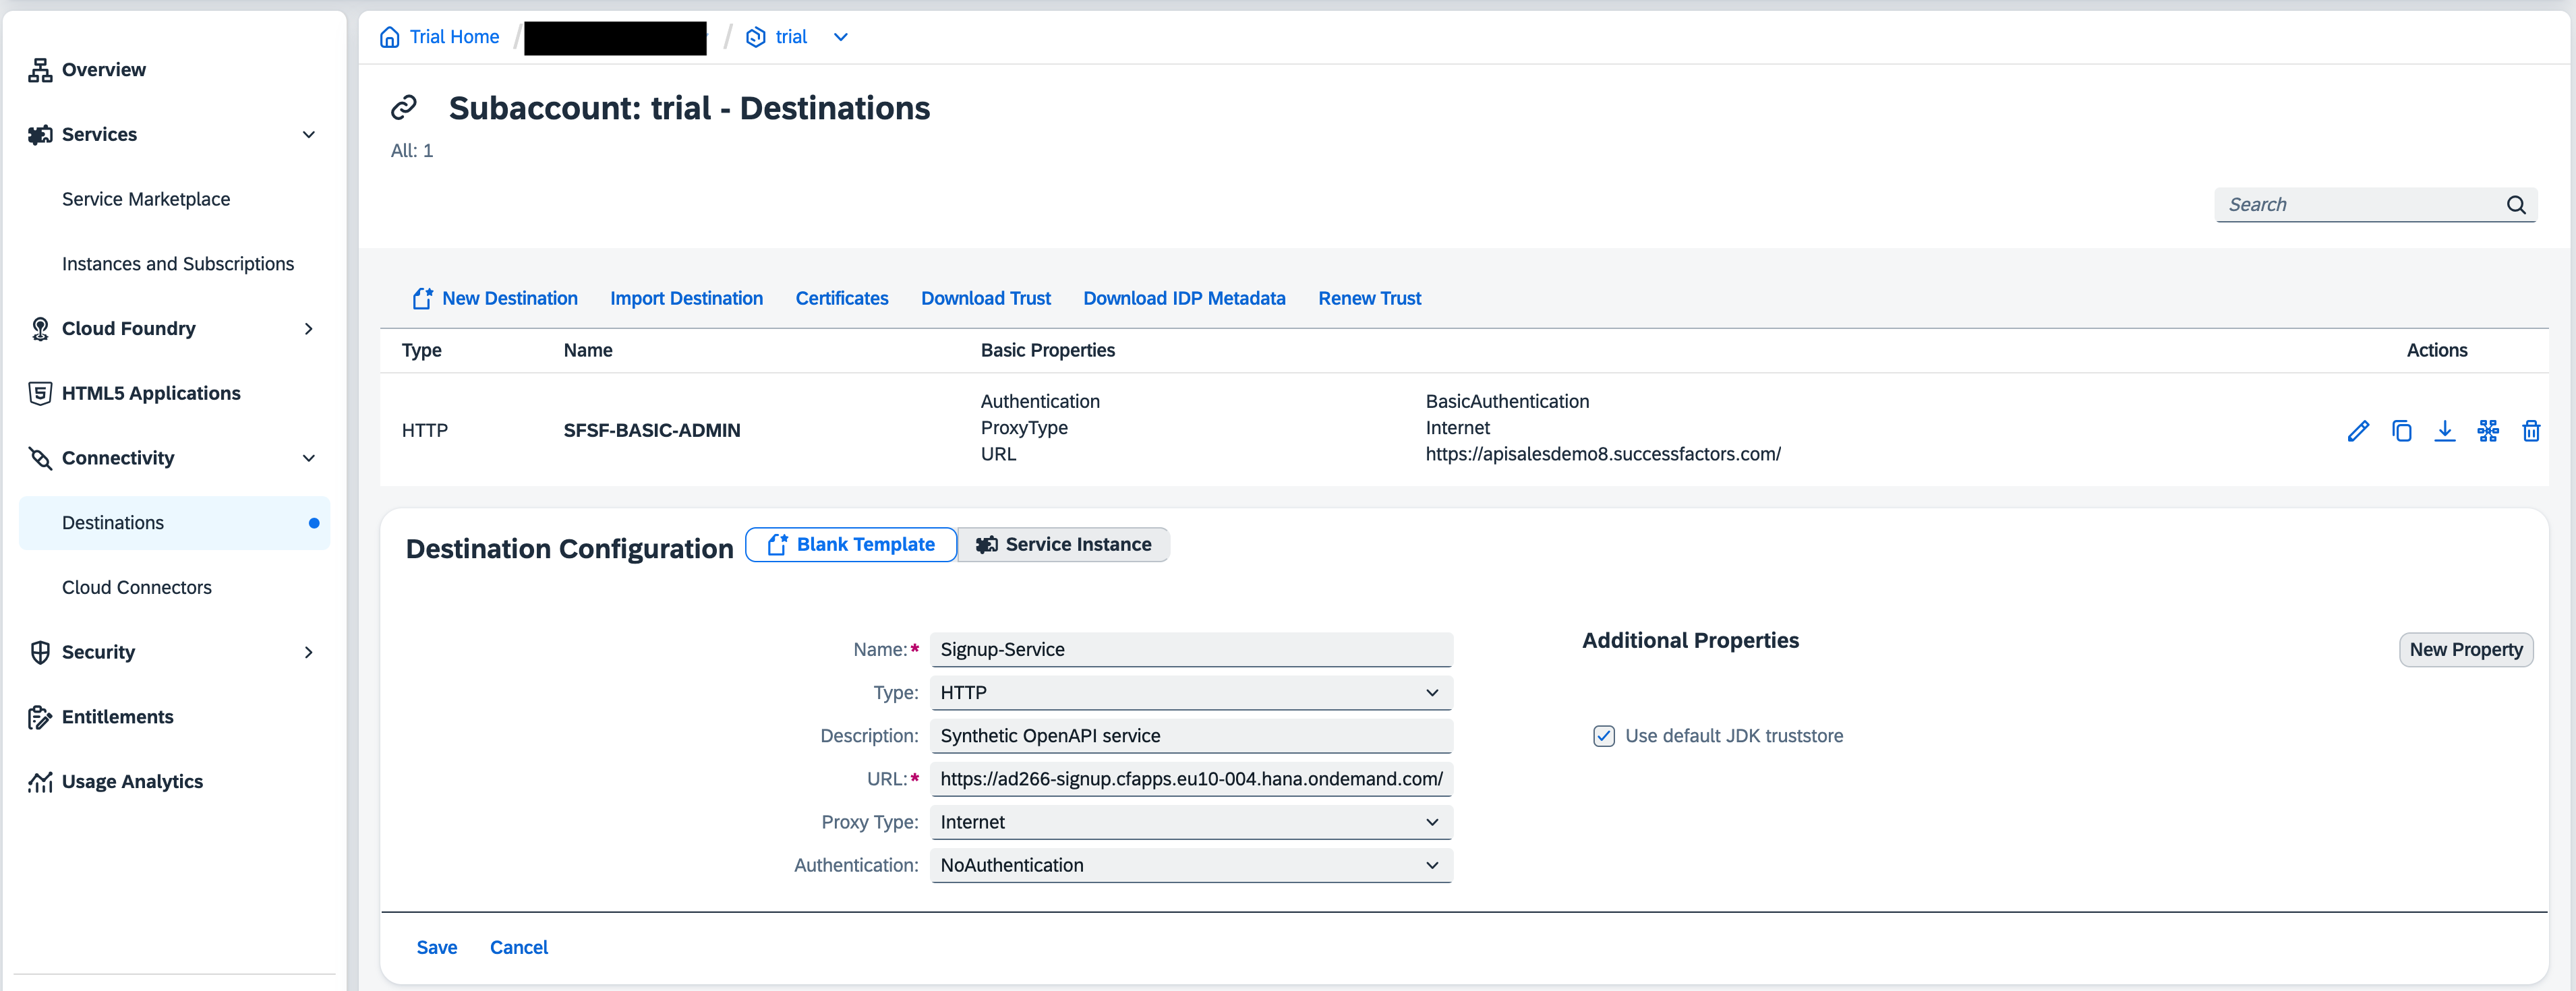 Overview
Services
Service Marketplace
Instances and Subscriptions
Cloud Foundry
HTML5 Applications
Connectivity
Destinations
Cloud Connectors
Security
Entitlements
Usage Analytics
Trial Home / / trial
Subaccount: trial - Destinations
All: 1
Search
New Destination Import Destination Certificates Download Trust Download IDP Metadata Renew Trust
Type Name Basic Properties Actions
HTTP SFSF-BASIC-ADMIN
Authentication BasicAuthentication
ProxyType Internet
URL https://apisalesdemo8.successfactors.com/
Destination Configuration Blank Template Service Instance
Name:* Signup-Service
Type: HTTP
Description: Synthetic OpenAPI service
URL:* https://ad266-signup.cfapps.eu10-004.hana.ondemand.com/
Proxy Type: Internet
Authentication: NoAuthentication
Additional Properties
New Property
Use default JDK truststore
Save Cancel